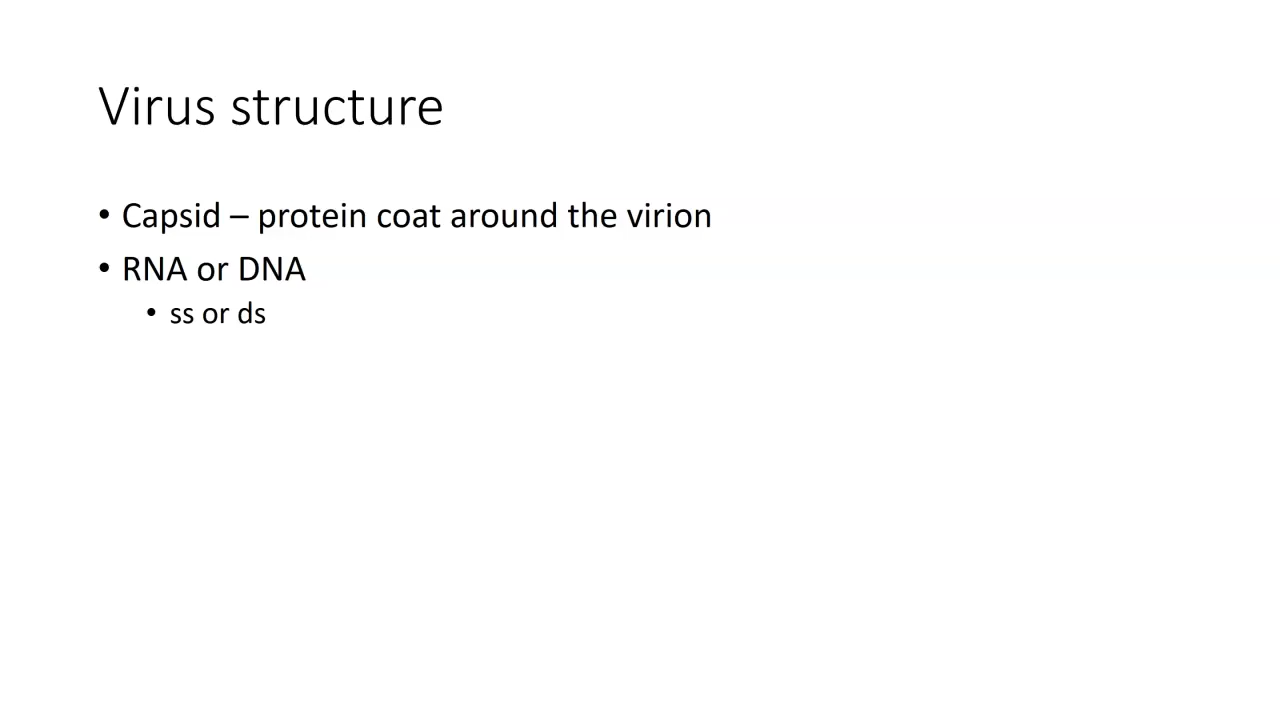 Virus structure
• Capsid – protein coat around the virion
• RNA or DNA
• ss or ds